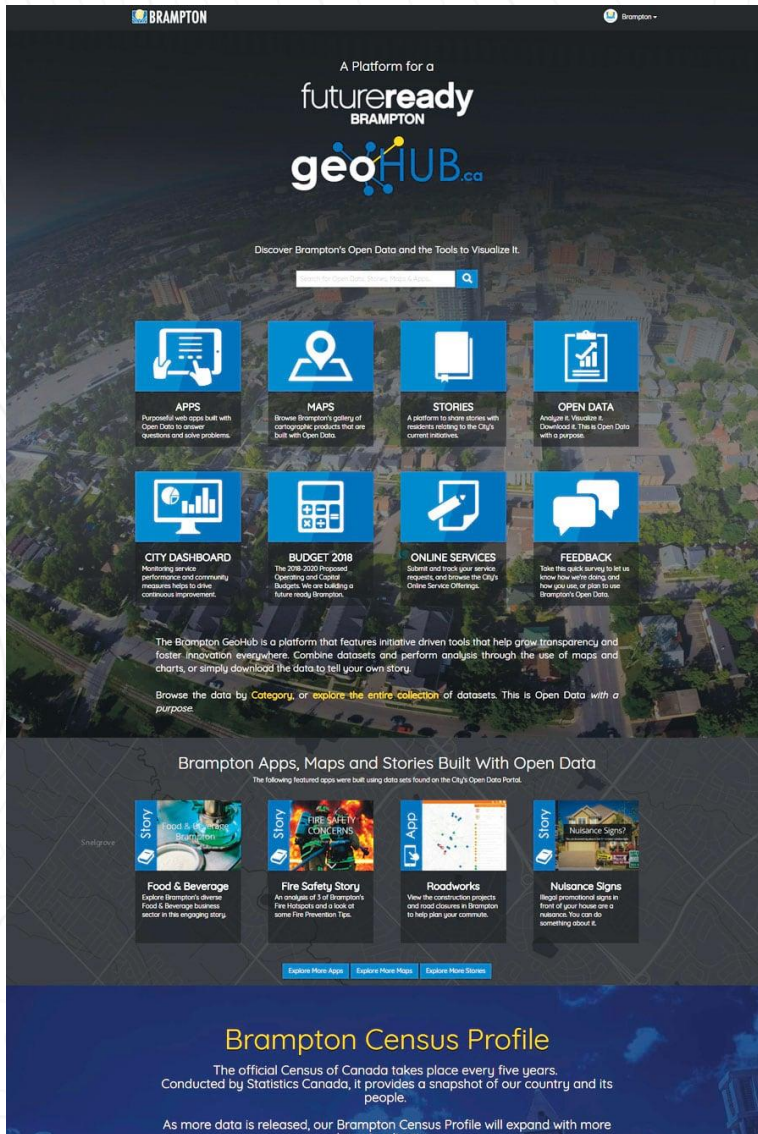 BRAMPTON
Brampton
A Platform for a
futureready
BRAMPTON
geoHUB.ca
Discover Brampton's Open Data and the Tools to Visualize It.
Search for Open Data, Stories, Maps & Apps
APPS
Purposeful web apps built with
Open Data to answer
questions and solve problems.
MAPS
Browse Brampton's gallery of
cartographic products that are
built with Open Data.
STORIES
A platform to share stories with
residents relating to the City's
current initiatives.
OPEN DATA
Analyze it. Visualize it.
Download it. This is Open Data
with a purpose.
CITY DASHBOARD
Monitoring service
performance and community
measures helps to drive
continuous improvement.
BUDGET 2018
The 2018-2020 Proposed
Operating and Capital
Budgets. We are building a
future ready Brampton.
ONLINE SERVICES
Submit and track your service
requests, and browse the City's
Online Service Offerings.
FEEDBACK
Take this quick survey to let us
know how we're doing, and
how you use, or plan to use
Brampton's Open Data.
The Brampton GeoHub is a platform that features initiative driven tools that help grow transparency and
foster innovation everywhere. Combine datasets and perform analysis through the use of maps and
charts, or simply download the data to tell your own story.
Browse the data by Category, or explore the entire collection of datasets. This is Open Data with a
purpose.
Brampton Apps, Maps and Stories Built With Open Data
The following featured apps were built using data sets found on the City's Open Data Portal.
Snelgrove
Story
Food & Beverage
Brampton
Food & Beverage
Explore Brampton's diverse
Food & Beverage business
sector in this engaging story.
Story
FIRE SAFETY
CONCERNS
Fire Safety Story
An analysis of 3 of Brampton's
Fire Hotspots and a look at
some Fire Prevention Tips.
App
Roadworks
View the construction projects
and road closures in Brampton
to help plan your commute.
Story
Nuisance Signs?
Nuisance Signs
Illegal promotional signs in
front of your house are a
nuisance. You can do
something about it.
Explore More Apps
Explore More Maps
Explore More Stories
Brampton Census Profile
The official Census of Canada takes place every five years.
Conducted by Statistics Canada, it provides a snapshot of our country and its
people.
As more data is released, our Brampton Census Profile will expand with more